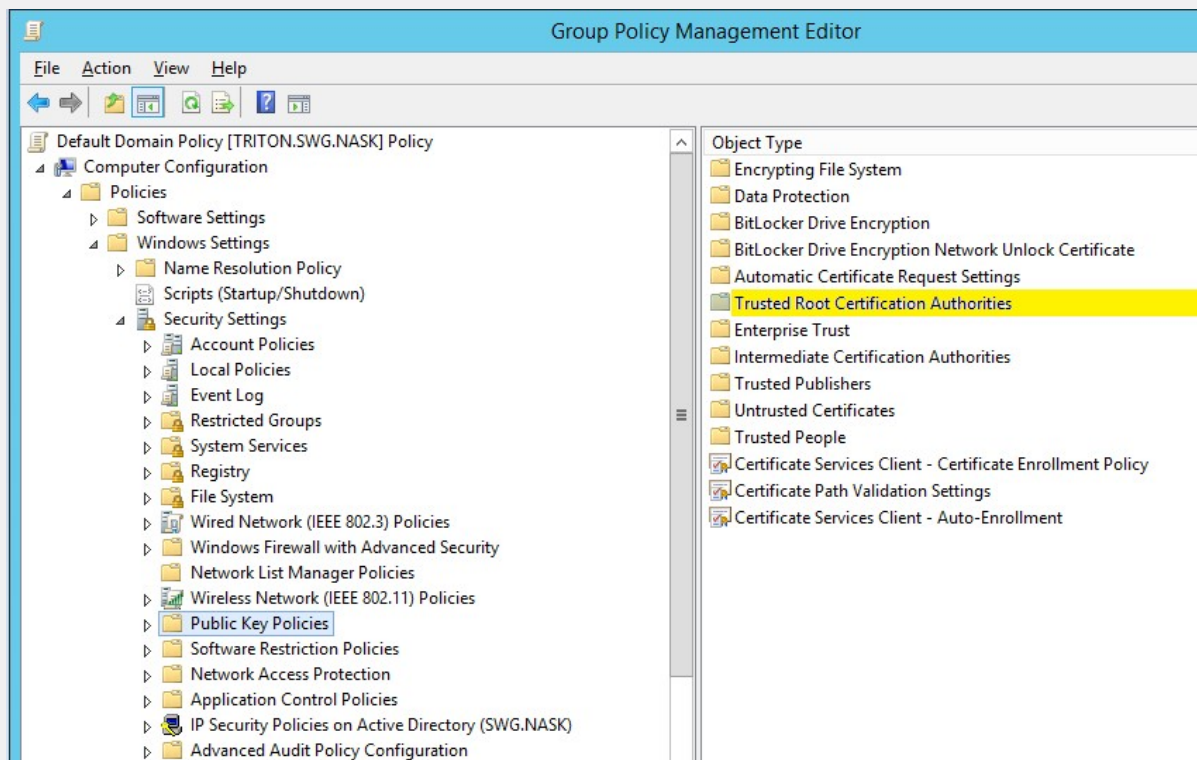 Group Policy Management Editor
File Action View Help
Default Domain Policy [TRITON.SWG.NASK] Policy
Computer Configuration
Policies
Software Settings
Windows Settings
Name Resolution Policy
Scripts (Startup/Shutdown)
Security Settings
Account Policies
Local Policies
Event Log
Restricted Groups
System Services
Registry
File System
Wired Network (IEEE 802.3) Policies
Windows Firewall with Advanced Security
Network List Manager Policies
Wireless Network (IEEE 802.11) Policies
Public Key Policies
Software Restriction Policies
Network Access Protection
Application Control Policies
IP Security Policies on Active Directory (SWG.NASK)
Advanced Audit Policy Configuration
Object Type
Encrypting File System
Data Protection
BitLocker Drive Encryption
BitLocker Drive Encryption Network Unlock Certificate
Automatic Certificate Request Settings
Trusted Root Certification Authorities
Enterprise Trust
Intermediate Certification Authorities
Trusted Publishers
Untrusted Certificates
Trusted People
Certificate Services Client - Certificate Enrollment Policy
Certificate Path Validation Settings
Certificate Services Client - Auto-Enrollment